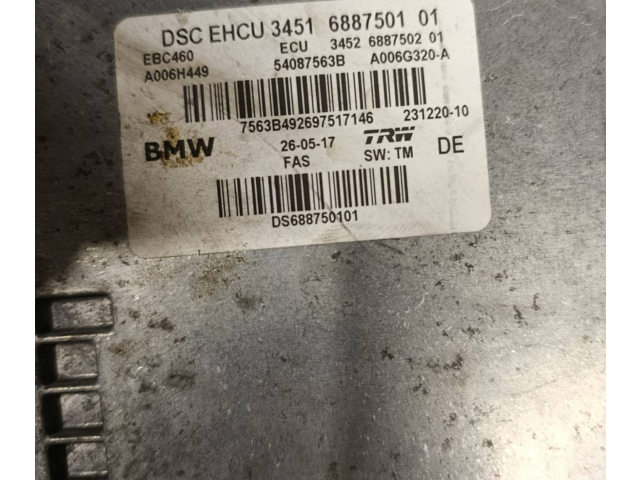 DSC EHCU 3451 6887501 01
EBC460 ECU 3452 6887502 01
A006H449 54087563B A006G320-A
7563B492697517146 231220-10
BMW 26-05-17 TRW DE
FAS SW: TM
DS688750101